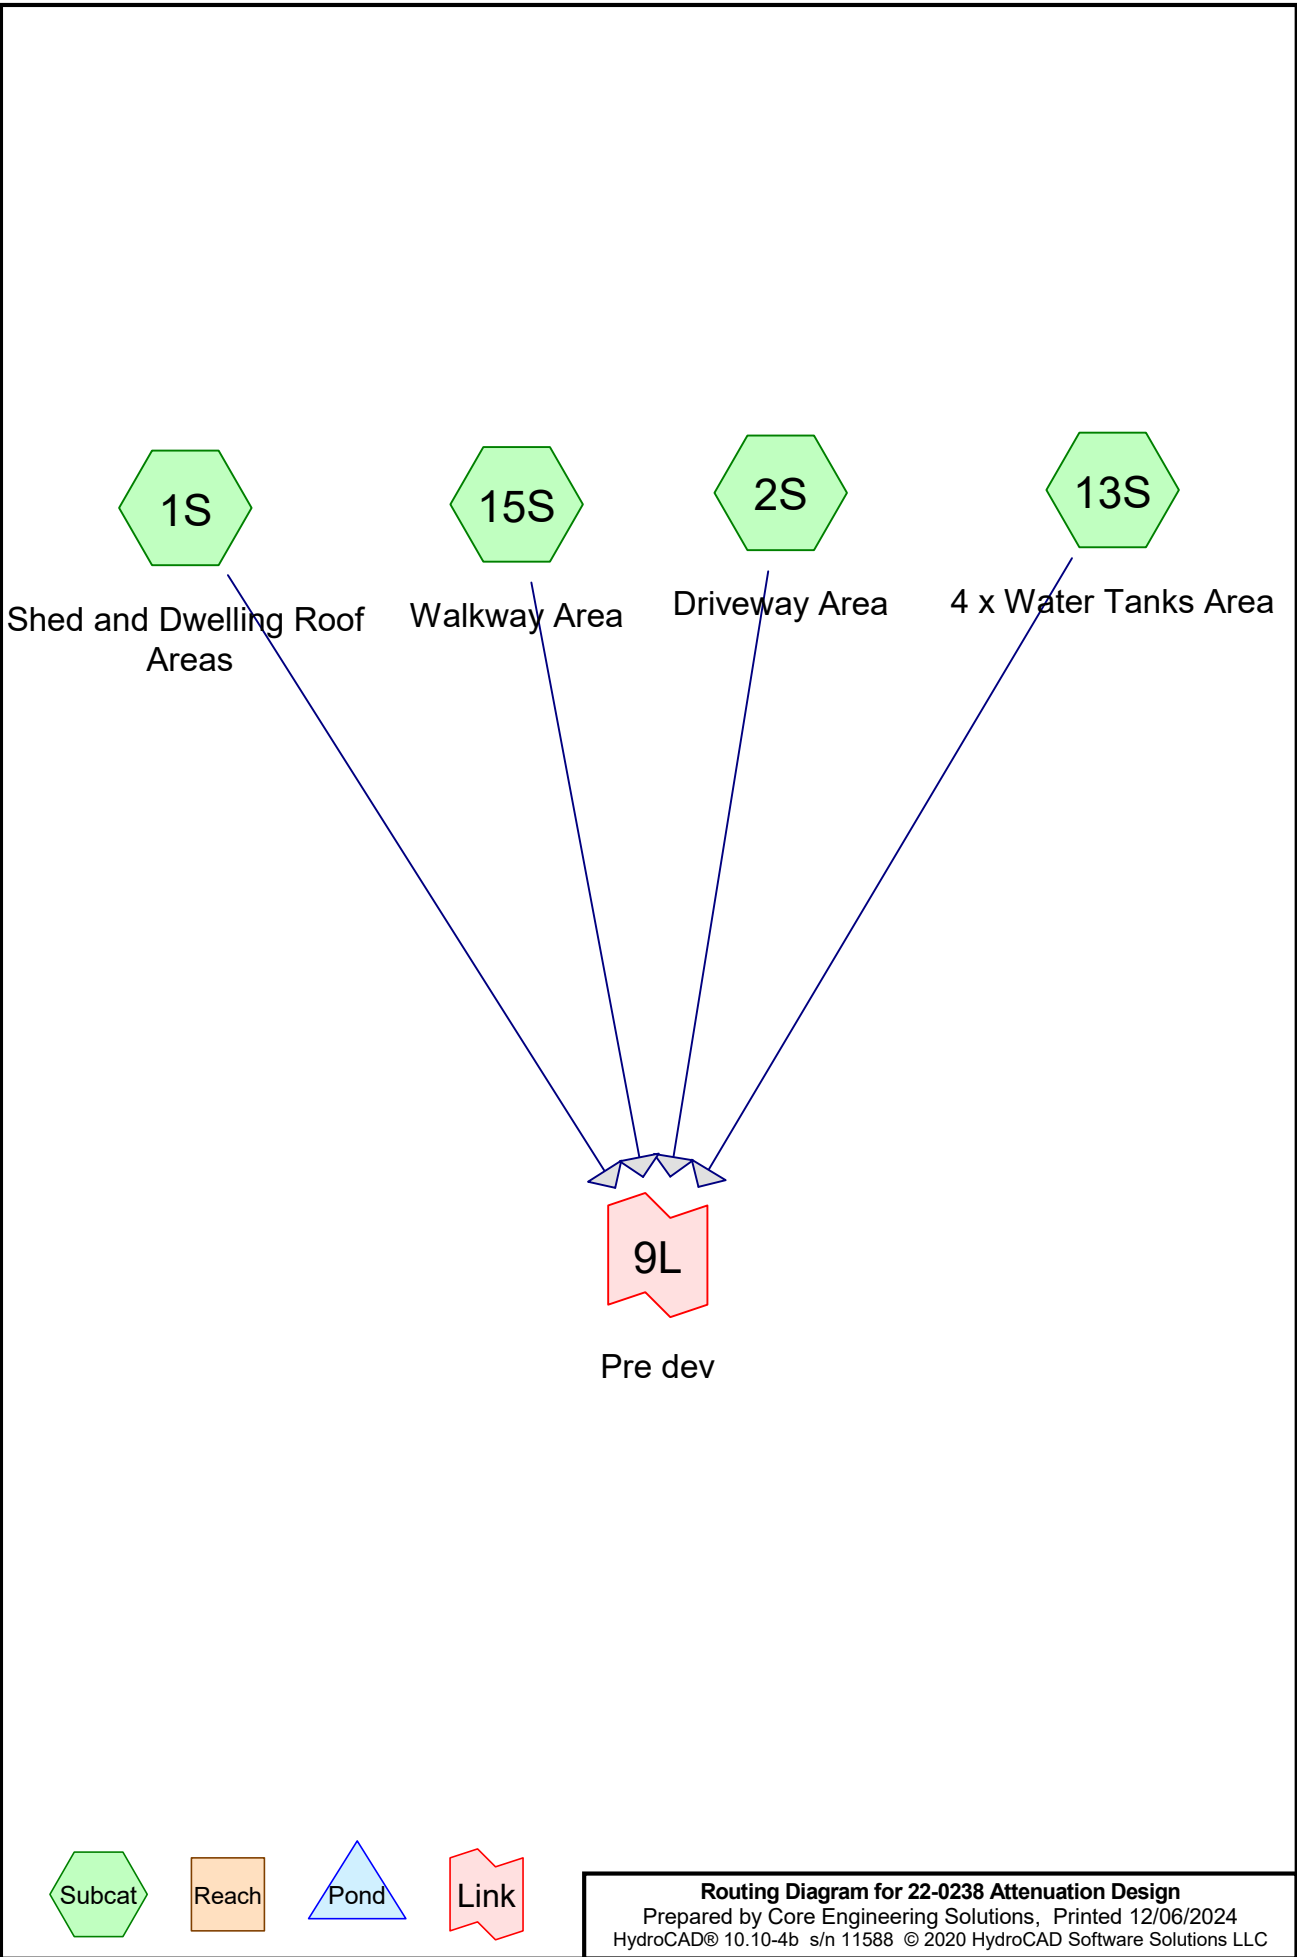 1S
15S
2S
13S
Shed and Dwelling Roof
Areas
Walkway Area
Driveway Area
4 x Water Tanks Area
9L
Pre dev
Subcat
Reach
Pond
Link
Routing Diagram for 22-0238 Attenuation Design
Prepared by Core Engineering Solutions, Printed 12/06/2024
HydroCAD® 10.10-4b s/n 11588 © 2020 HydroCAD Software Solutions LLC